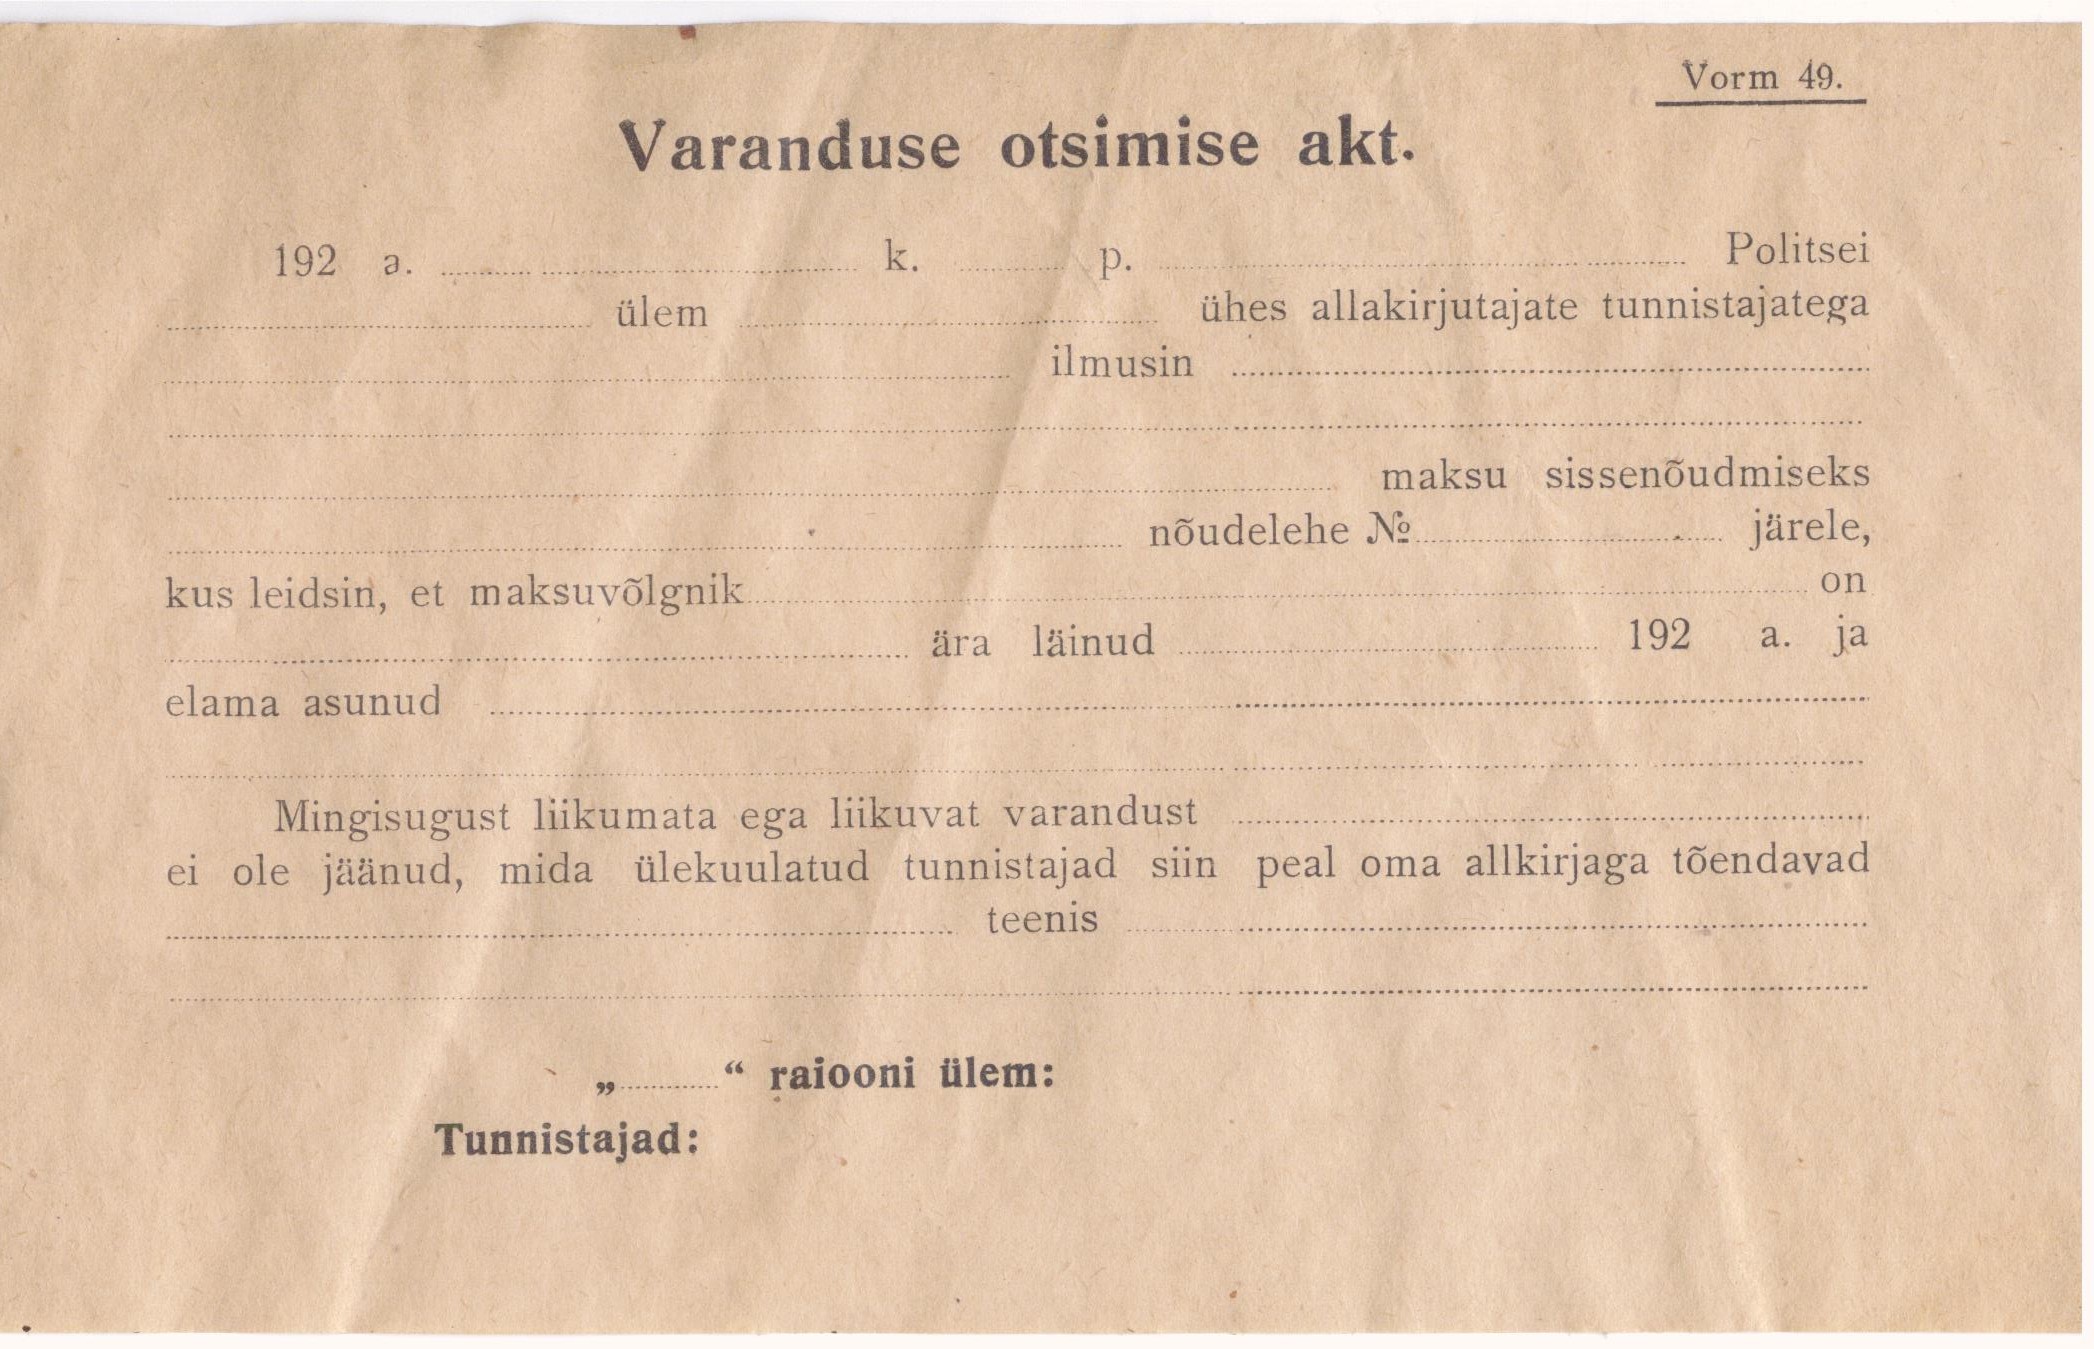 Vorm 49.
Varanduse otsimise akt.
192 a. ........ k. ........ p. ........ Politsei
........ ülem ........ ühes allakirjutajate tunnistajatega
........ ilmusin ........
........
........ maksu sissenõudmiseks
........ nõudelehe № ........ järele,
kus leidsin, et maksuvõlgnik ........ on
........ ära läinud ........ 192 a. ja
elama asunud ........
........
Mingisugust liikumata ega liikuvat varandust ........
ei ole jäänud, mida ülekuulatud tunnistajad siin peal oma allkirjaga tõendavad
........ teenis ........
........
„........“ raiooni ülem:
Tunnistajad: